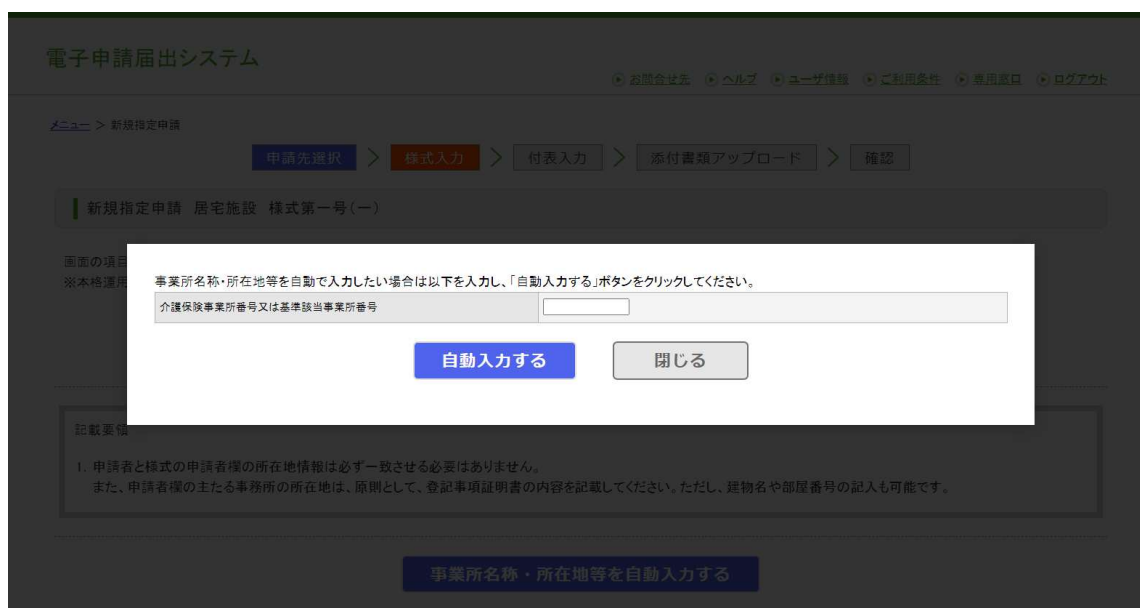 電子申請届出システム
お問合せ先 ヘルプ ユーザ情報 ご利用条件 専用窓口 ログアウト
メニュー > 新規指定申請
申請先選択 > 様式入力 > 付表入力 > 添付書類アップロード > 確認
新規指定申請 居宅施設 様式第一号(一)
画面の項目
※本格運用
事業所名称・所在地等を自動で入力したい場合は以下を入力し、「自動入力する」ボタンをクリックしてください。
介護保険事業所番号又は基準該当事業所番号
自動入力する 閉じる
記載要領
1. 申請者と様式の申請者欄の所在地情報は必ず一致させる必要はありません。
また、申請者欄の主たる事務所の所在地は、原則として、登記事項証明書の内容を記載してください。ただし、建物名や部屋番号の記入も可能です。
事業所名称・所在地等を自動入力する